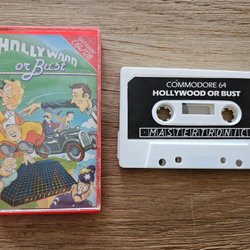 HOLLYWOOD
or Bust
COMMODORE 64
HOLLYWOOD OR BUST
MASTERTRONIC